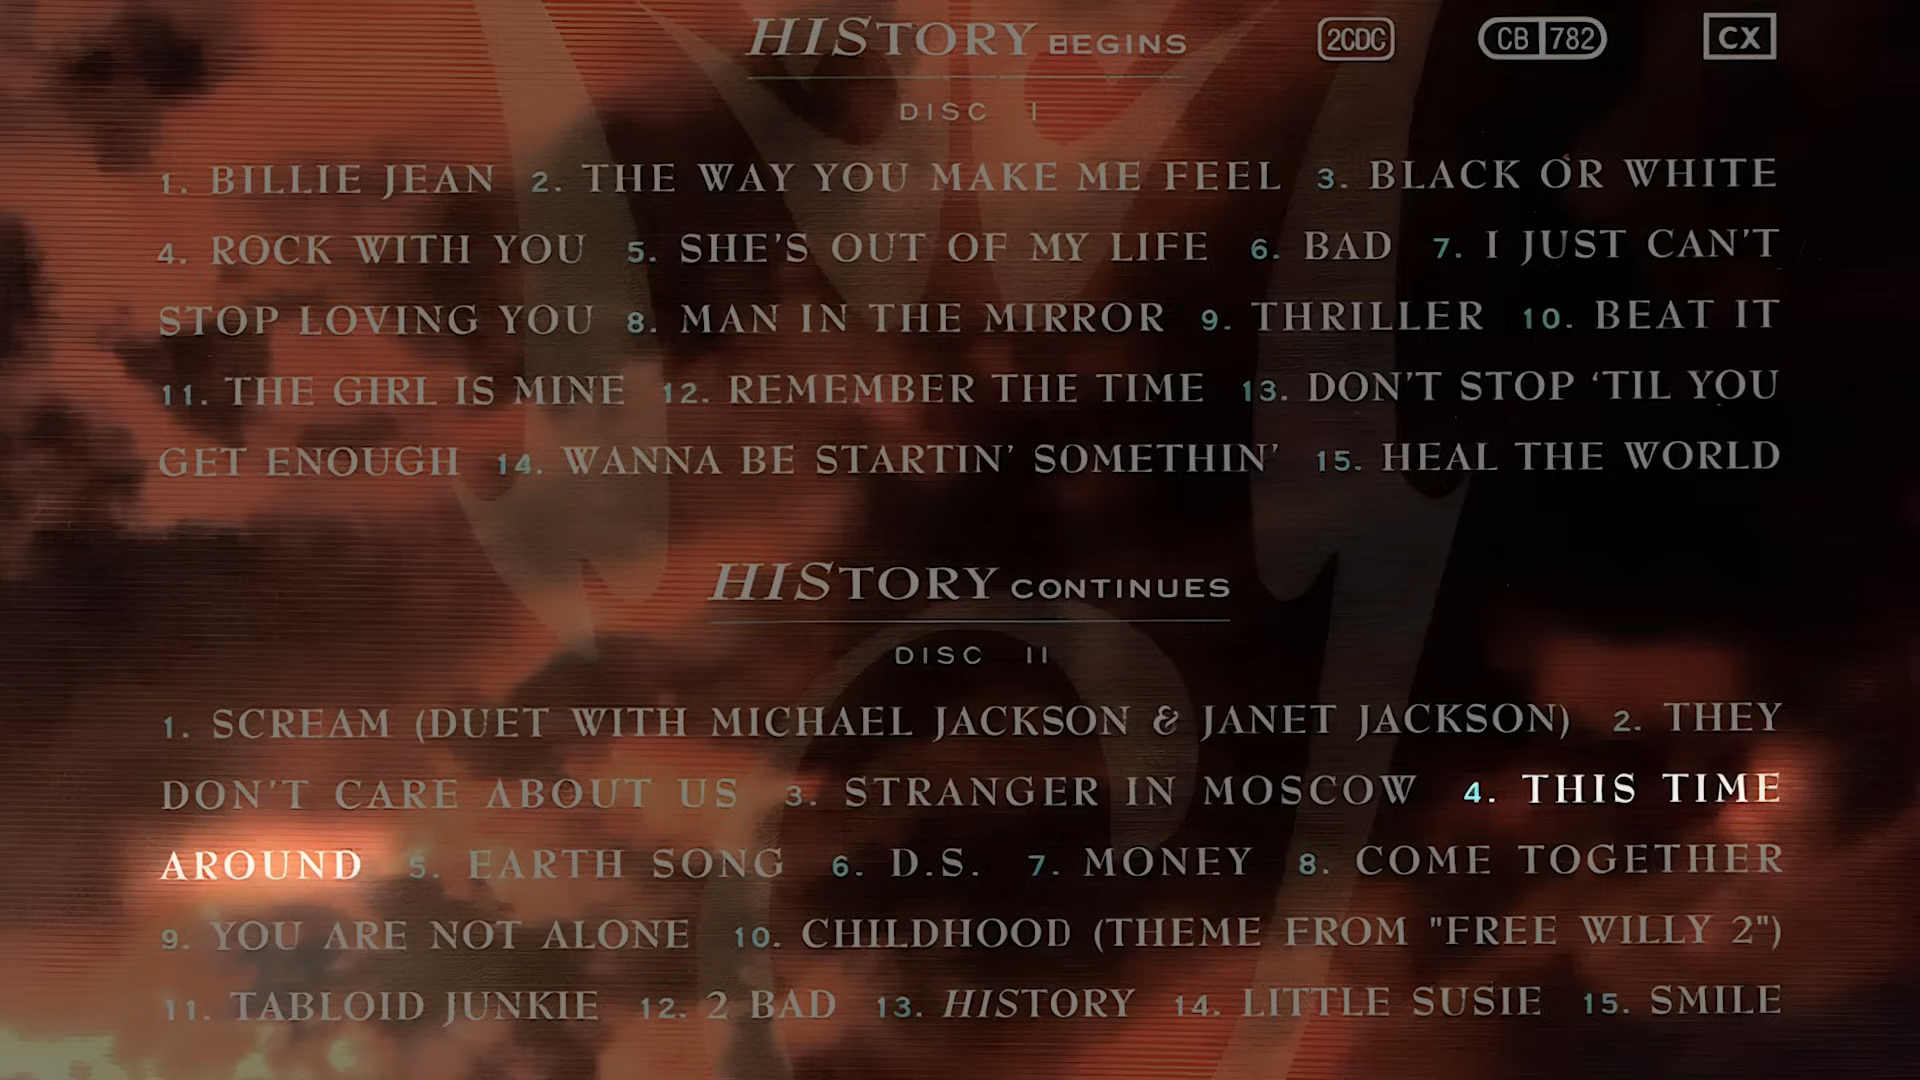 HISTORY BEGINS 2CDC CB 782 CX
DISC I
1. BILLIE JEAN 2. THE WAY YOU MAKE ME FEEL 3. BLACK OR WHITE
4. ROCK WITH YOU 5. SHE'S OUT OF MY LIFE 6. BAD 7. I JUST CAN'T
STOP LOVING YOU 8. MAN IN THE MIRROR 9. THRILLER 10. BEAT IT
11. THE GIRL IS MINE 12. REMEMBER THE TIME 13. DON'T STOP ‘TIL YOU
GET ENOUGH 14. WANNA BE STARTIN' SOMETHIN' 15. HEAL THE WORLD
HISTORY CONTINUES
DISC II
1. SCREAM (DUET WITH MICHAEL JACKSON & JANET JACKSON) 2. THEY
DON'T CARE ABOUT US 3. STRANGER IN MOSCOW 4. THIS TIME
AROUND 5. EARTH SONG 6. D.S. 7. MONEY 8. COME TOGETHER
9. YOU ARE NOT ALONE 10. CHILDHOOD (THEME FROM "FREE WILLY 2")
11. TABLOID JUNKIE 12. 2 BAD 13. HISTORY 14. LITTLE SUSIE 15. SMILE